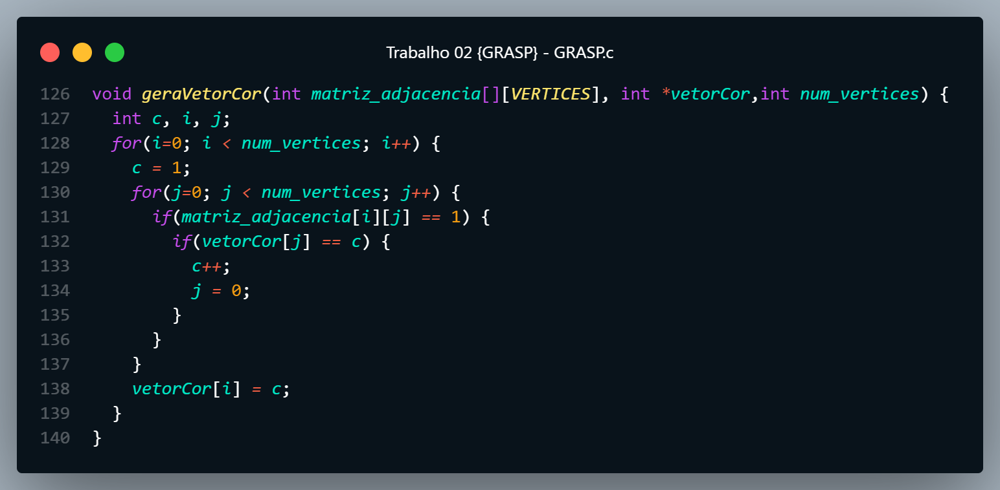 Trabalho 02 {GRASP} - GRASP.c
126 void geraVetorCor(int matriz_adjacencia[][VERTICES], int *vetorCor,int num_vertices) {
127   int c, i, j;
128   for(i=0; i < num_vertices; i++) {
129     c = 1;
130     for(j=0; j < num_vertices; j++) {
131       if(matriz_adjacencia[i][j] == 1) {
132         if(vetorCor[j] == c) {
133           c++;
134           j = 0;
135         }
136       }
137     }
138     vetorCor[i] = c;
139   }
140 }